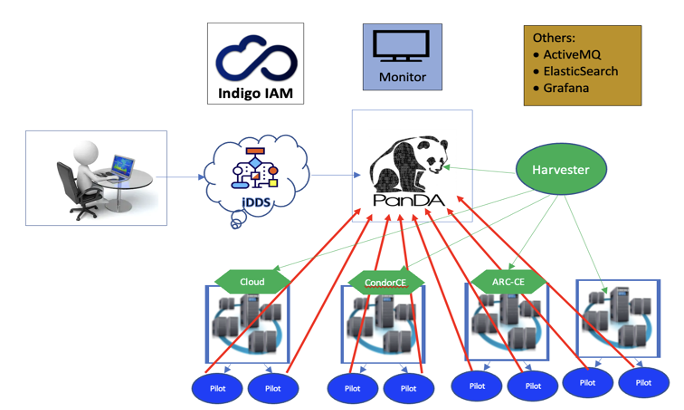 Indigo IAM
Monitor
Others:
• ActiveMQ
• ElasticSearch
• Grafana
iDDS
PanDA
Harvester
Cloud
CondorCE
ARC-CE
Pilot
Pilot
Pilot
Pilot
Pilot
Pilot
Pilot
Pilot